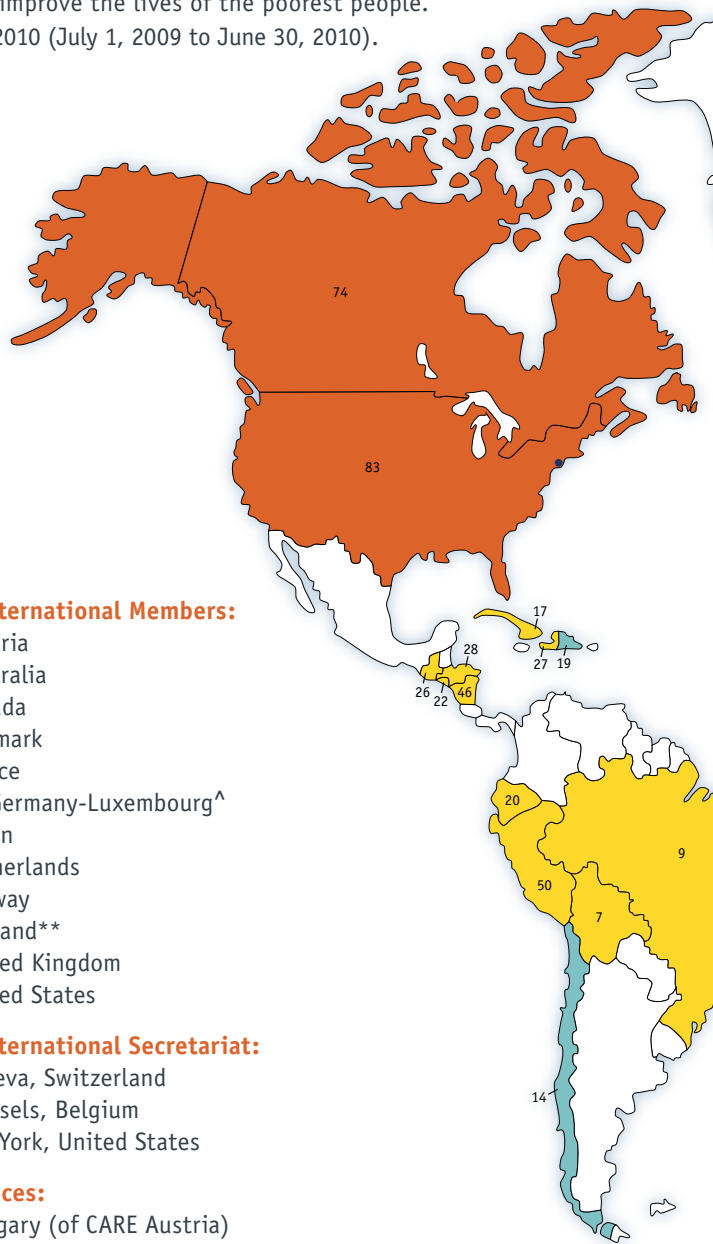 improve the lives of the poorest people.
2010 (July 1, 2009 to June 30, 2010).
74
83
17
28
27 19
26
22
46
20
9
50
7
14
ternational Members:
ria
ralia
da
mark
ce
Germany-Luxembourg^
n
herlands
way
and**
ed Kingdom
ed States
ternational Secretariat:
eva, Switzerland
sels, Belgium
York, United States
ces:
gary (of CARE Austria)